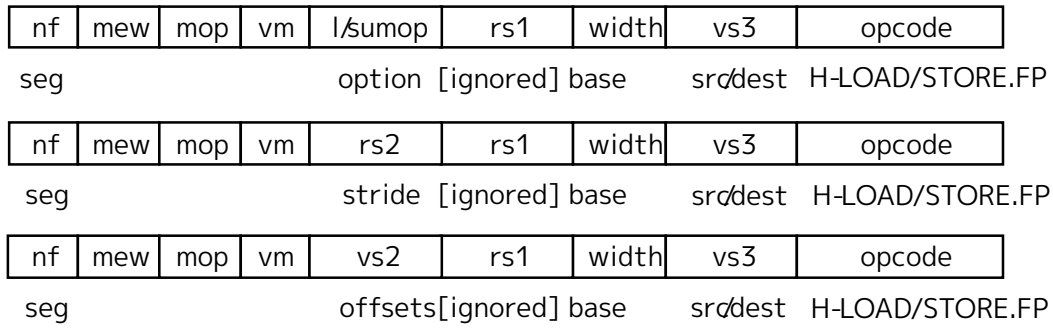 nf mew mop vm l/sumop rs1 width vs3 opcode
seg option [ignored] base src/dest H-LOAD/STORE.FP
nf mew mop vm rs2 rs1 width vs3 opcode
seg stride [ignored] base src/dest H-LOAD/STORE.FP
nf mew mop vm vs2 rs1 width vs3 opcode
seg offsets[ignored] base src/dest H-LOAD/STORE.FP